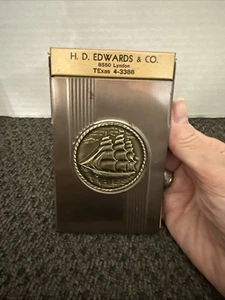 H. D. EDWARDS & CO.
8550 Lyndon
TExas 4-3388